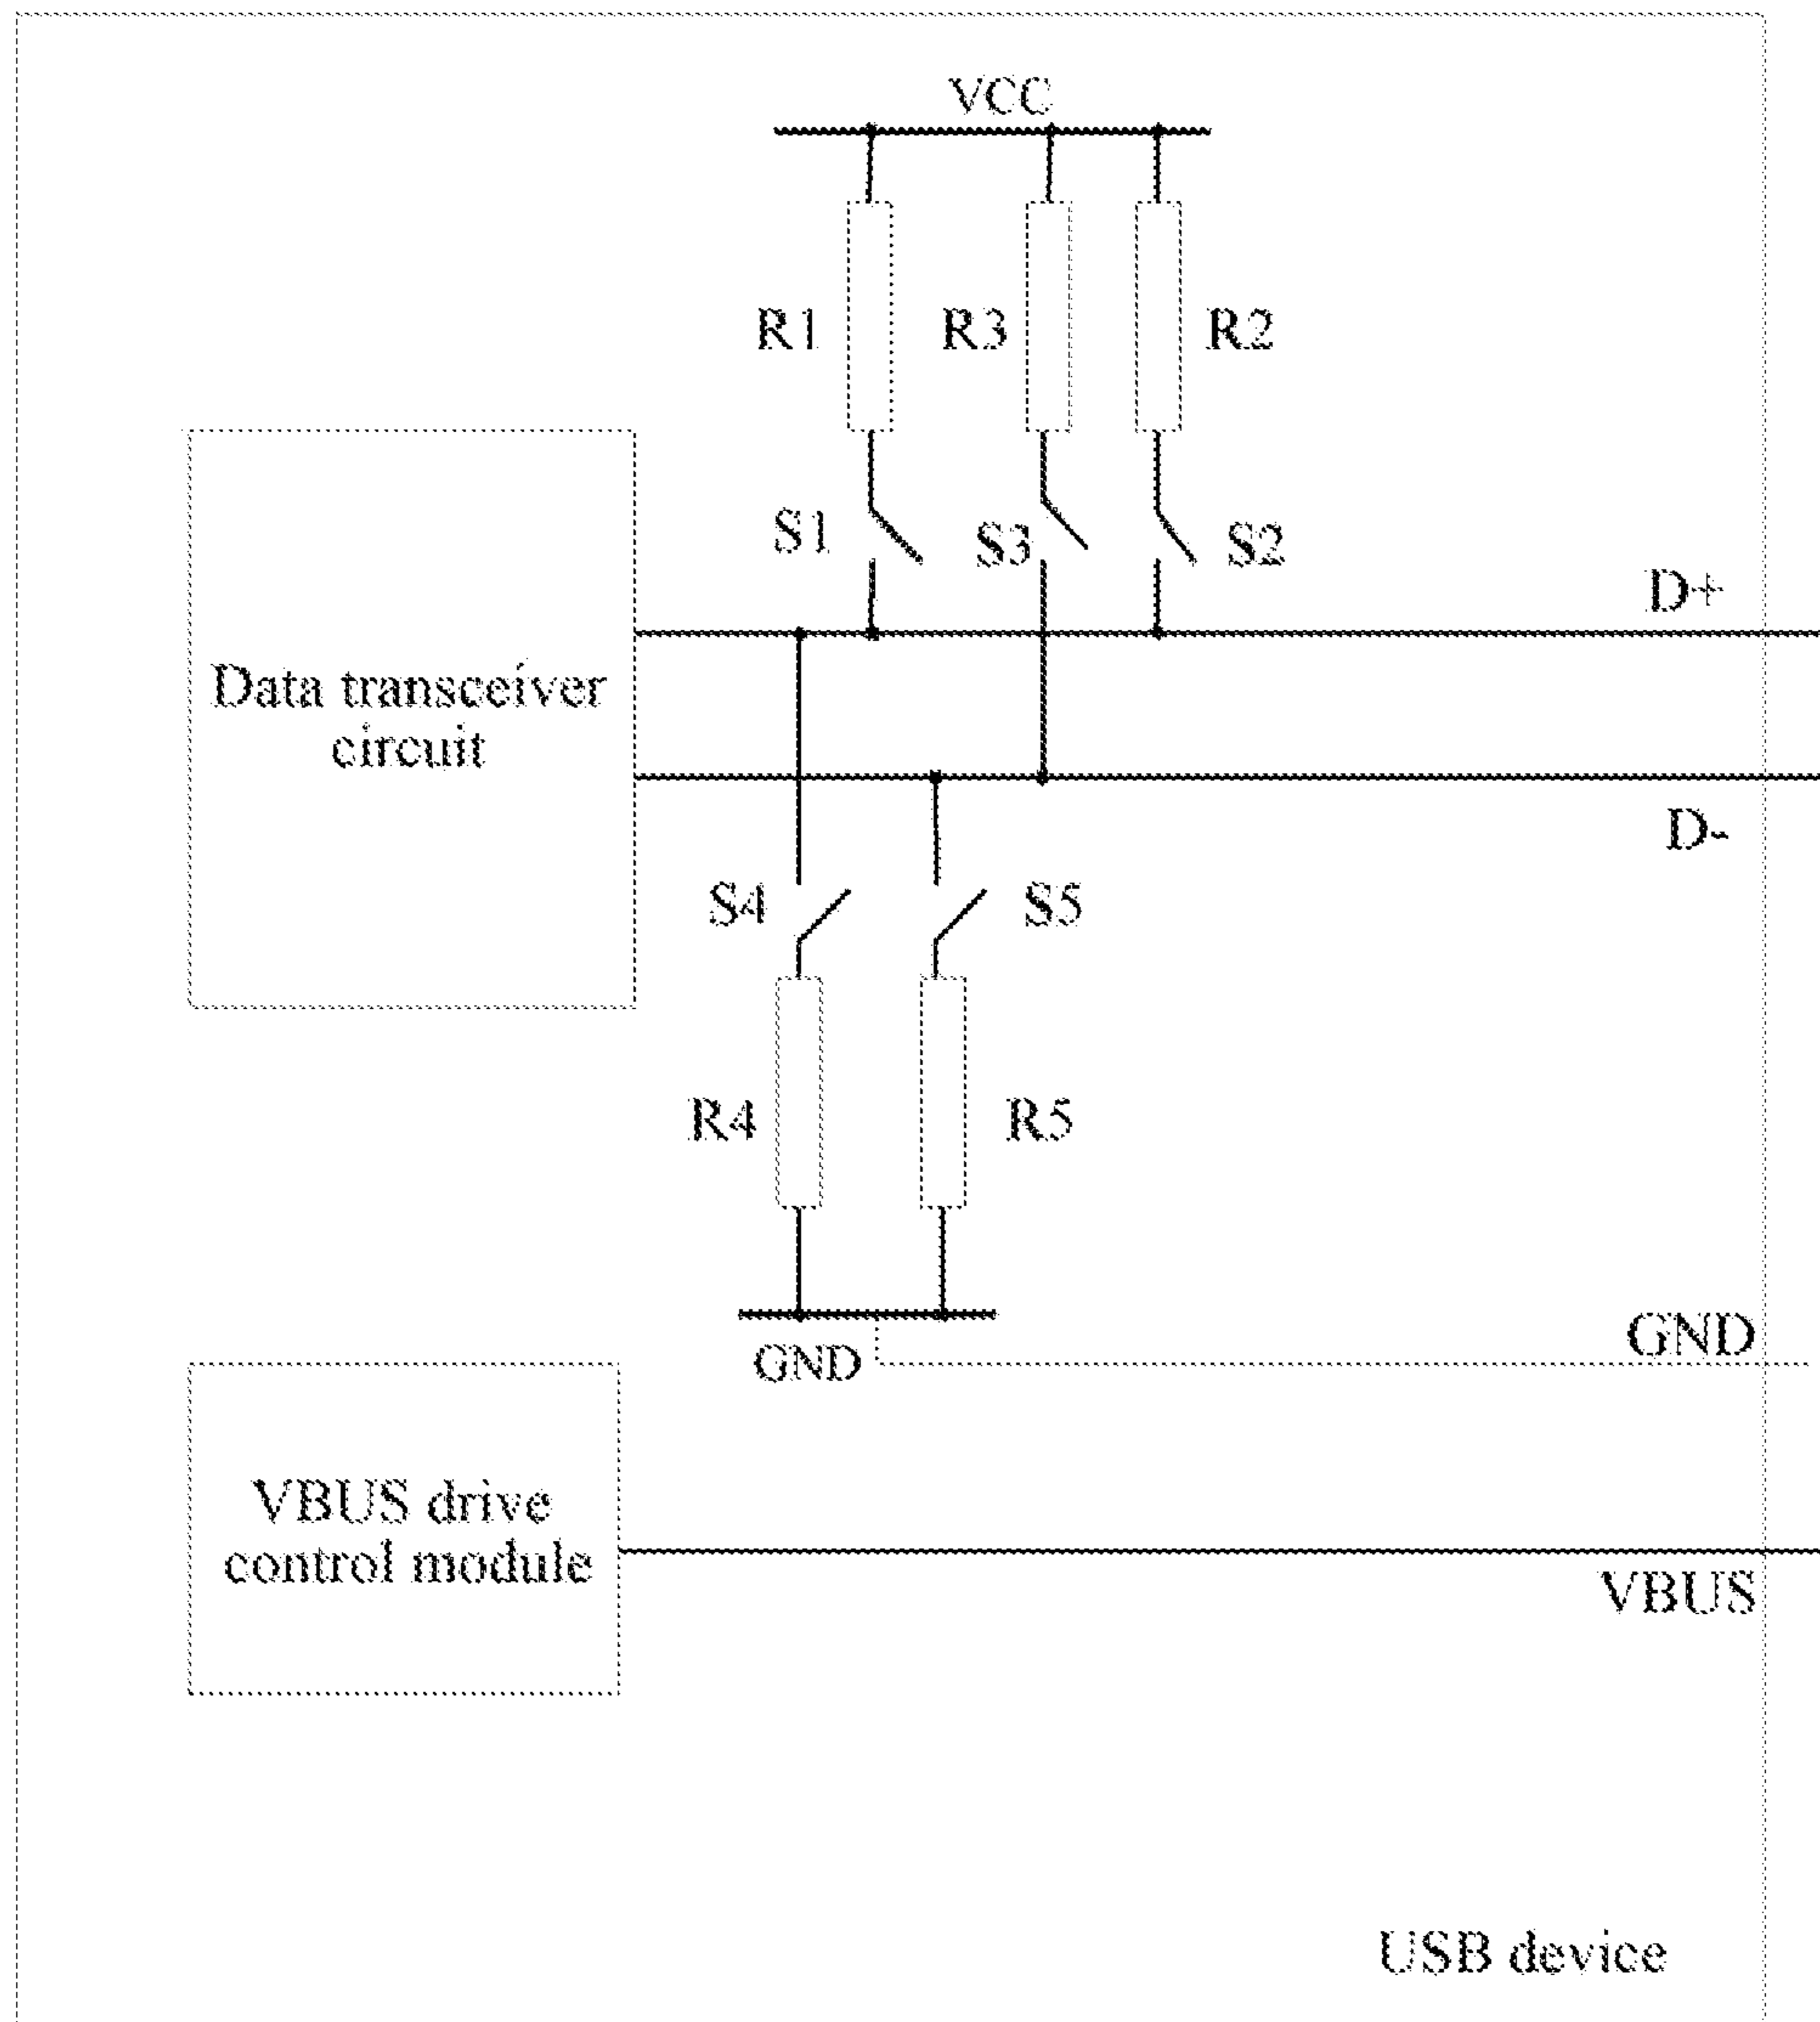 VCC
R1
R3
R2
S1
S3
S2
D+
Data transceiver
circuit
D-
S4
S5
R4
R5
GND
GND
VBUS drive
control module
VBUS
USB device